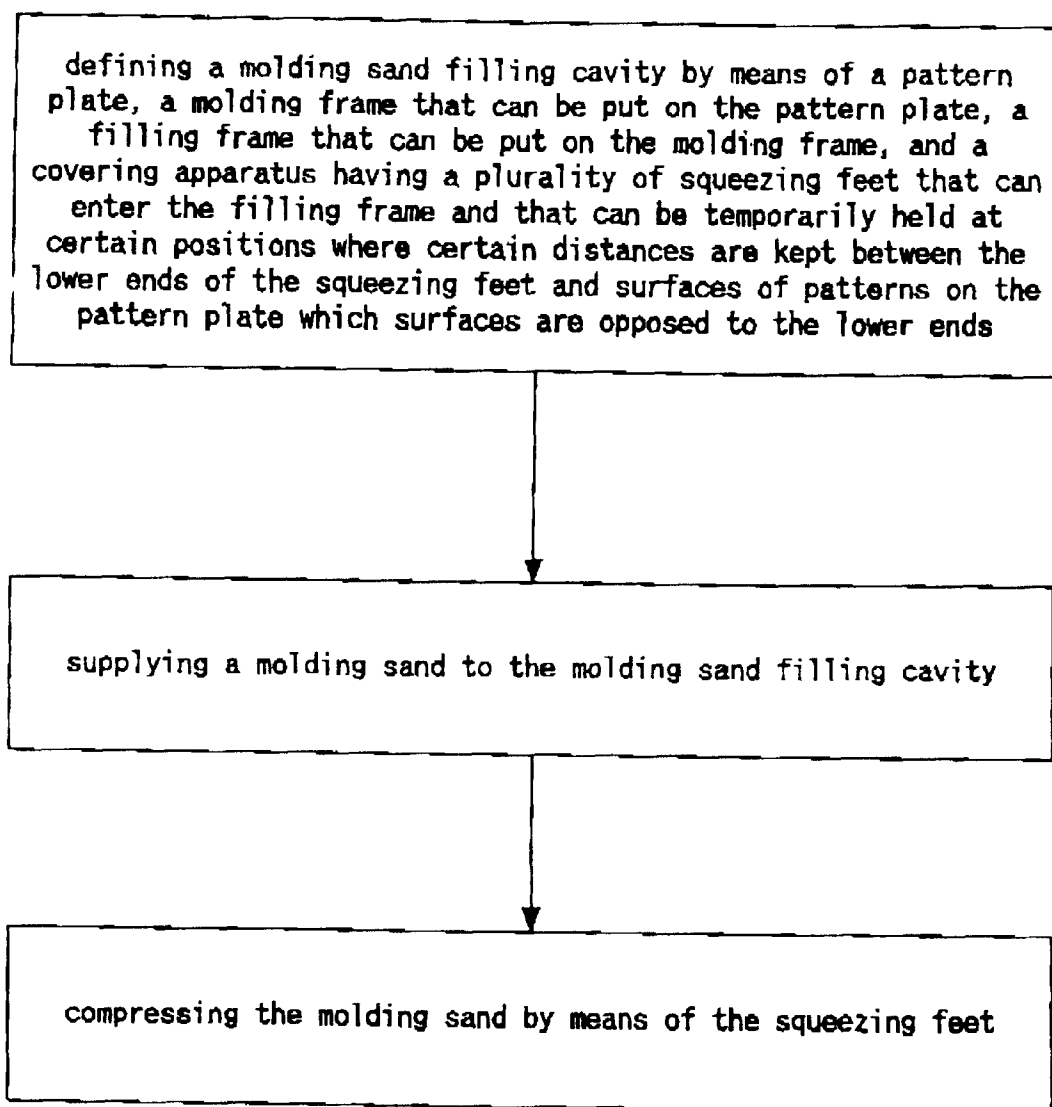 defining a molding sand filling cavity by means of a pattern
plate, a molding frame that can be put on the pattern plate, a
filling frame that can be put on the molding frame, and a
covering apparatus having a plurality of squeezing feet that can
enter the filling frame and that can be temporarily held at
certain positions where certain distances are kept between the
lower ends of the squeezing feet and surfaces of patterns on the
pattern plate which surfaces are opposed to the lower ends
supplying a molding sand to the molding sand filling cavity
compressing the molding sand by means of the squeezing feet